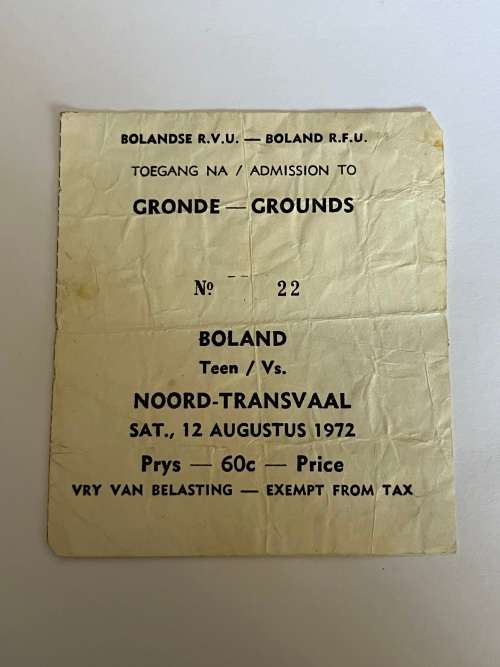 BOLANDSE R.V.U. — BOLAND R.F.U.
TOEGANG NA / ADMISSION TO
GRONDE — GROUNDS
Nº 22
BOLAND
Teen / Vs.
NOORD-TRANSVAAL
SAT., 12 AUGUSTUS 1972
Prys — 60c — Price
VRY VAN BELASTING — EXEMPT FROM TAX